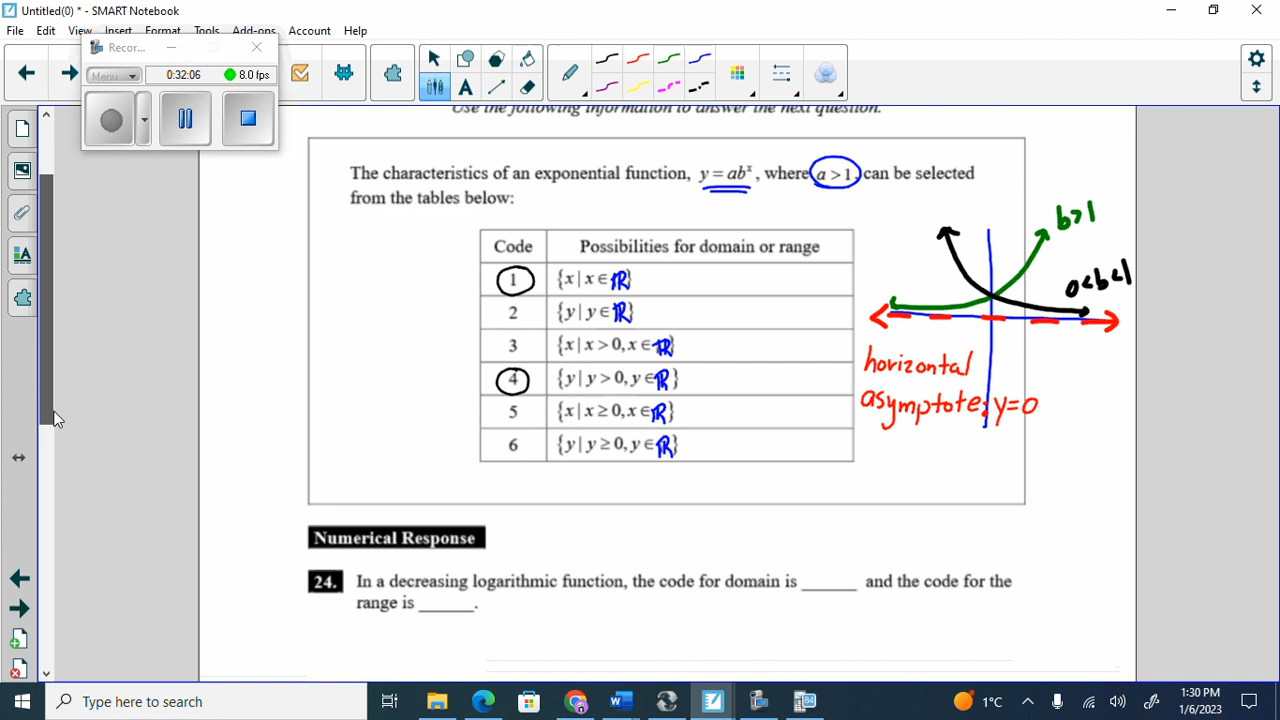 Untitled(0) * - SMART Notebook
File Edit View Insert Format Tools Add-ons Account Help
Recor...
Menu 0:32:06 8.0 fps
Use the following information to answer the next question.
The characteristics of an exponential function, y = ab^x, where a > 1, can be selected
from the tables below:
Code Possibilities for domain or range
1 {x | x ∈ ℝ}
2 {y | y ∈ ℝ}
3 {x | x > 0, x ∈ ℝ}
4 {y | y > 0, y ∈ ℝ}
5 {x | x ≥ 0, x ∈ ℝ}
6 {y | y ≥ 0, y ∈ ℝ}
b>1
0<b<1
horizontal
asymptote: y=0
Numerical Response
24. In a decreasing logarithmic function, the code for domain is ______ and the code for the
range is ______.
Type here to search
1°C
1:30 PM
1/6/2023